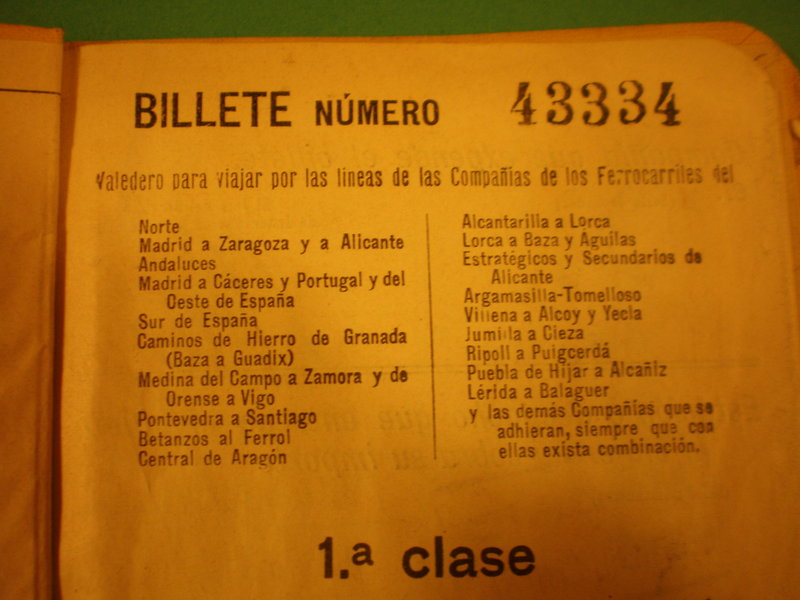 BILLETE NÚMERO 43334
Valedero para viajar por las lineas de las Compañias de los Ferrocarriles del
Norte
Madrid a Zaragoza y a Alicante
Andaluces
Madrid a Cáceres y Portugal y del
Oeste de España
Sur de España
Caminos de Hierro de Granada
(Baza a Guadix)
Medina del Campo a Zamora y de
Orense a Vigo
Pontevedra a Santiago
Betanzos al Ferrol
Central de Aragón
Alcantarilla a Lorca
Lorca a Baza y Aguilas
Estratégicos y Secundarios de
Alicante
Argamasilla-Tomelloso
Villena a Alcoy y Yecla
Jumilla a Cieza
Ripoll a Puigcerdá
Puebla de Hijar a Alcañiz
Lérida a Balaguer
y las demás Compañías que se
adhieran, siempre que con
ellas exista combinación.
1.ª clase